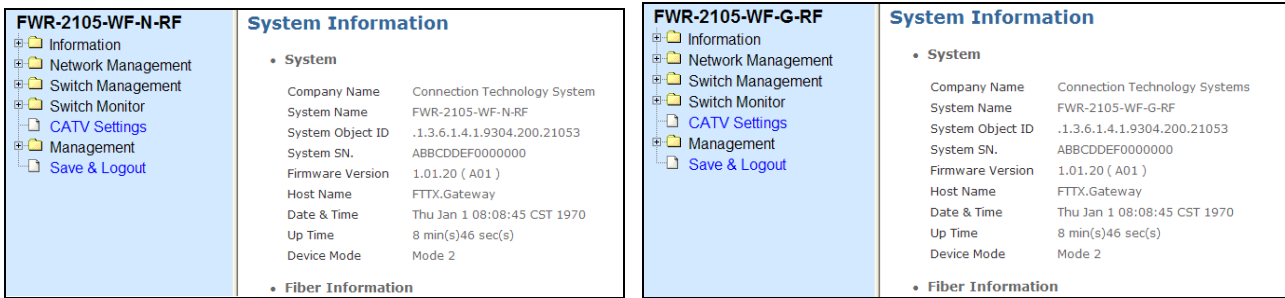 FWR-2105-WF-N-RF
Information
Network Management
Switch Management
Switch Monitor
CATV Settings
Management
Save & Logout
System Information
• System
Company Name Connection Technology System
System Name FWR-2105-WF-N-RF
System Object ID .1.3.6.1.4.1.9304.200.21053
System SN. ABBCDDEF0000000
Firmware Version 1.01.20 ( A01 )
Host Name FTTX.Gateway
Date & Time Thu Jan 1 08:08:45 CST 1970
Up Time 8 min(s)46 sec(s)
Device Mode Mode 2
• Fiber Information
FWR-2105-WF-G-RF
Information
Network Management
Switch Management
Switch Monitor
CATV Settings
Management
Save & Logout
System Information
• System
Company Name Connection Technology Systems
System Name FWR-2105-WF-G-RF
System Object ID .1.3.6.1.4.1.9304.200.21053
System SN. ABBCDDEF0000000
Firmware Version 1.01.20 ( A01 )
Host Name FTTX.Gateway
Date & Time Thu Jan 1 08:08:45 CST 1970
Up Time 8 min(s)46 sec(s)
Device Mode Mode 2
• Fiber Information